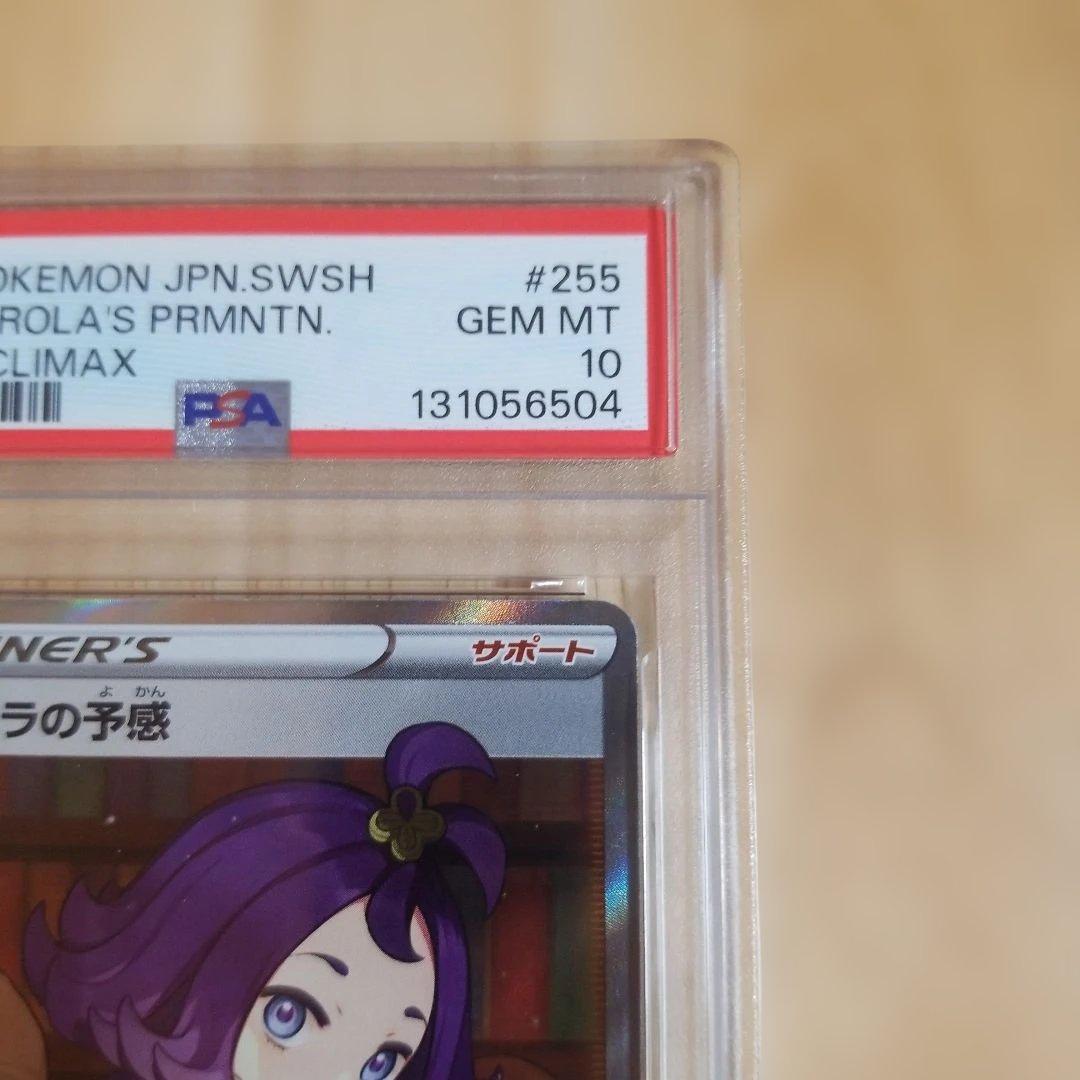 OKEMON JPN.SWSH #255
ROLA'S PRMNTN. GEM MT
CLIMAX 10
PSA 131056504
NER'S サポート
よ かん
ラの予感